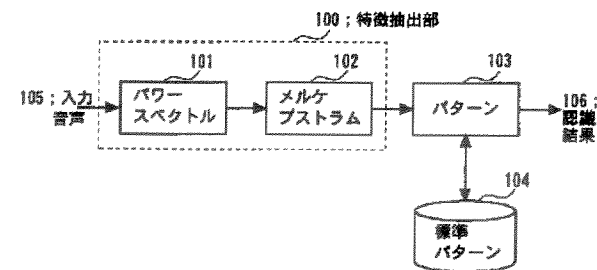 100；特徴抽出部
101
102
103
105；入力
音声
パワー
スペクトル
メルケ
プストラム
パターン
106；
認識
結果
104
標準
パターン